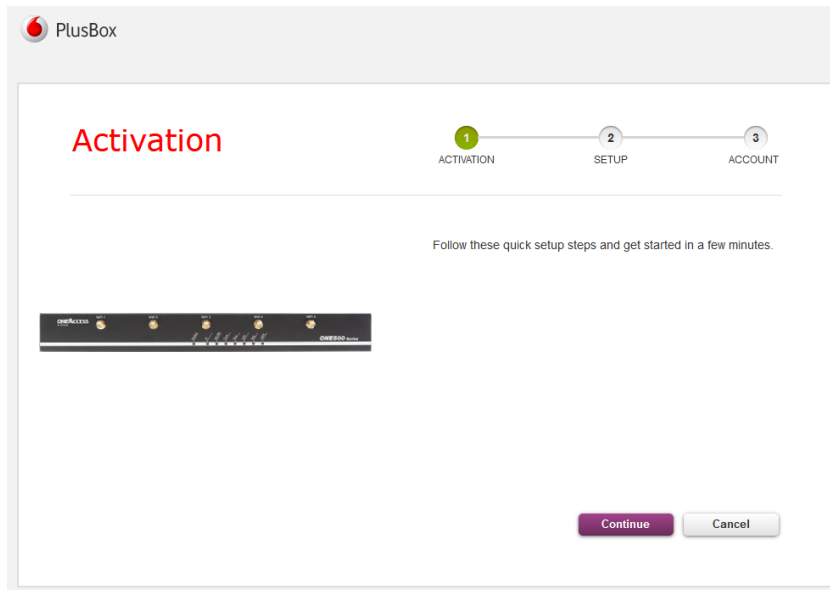 PlusBox
Activation
1
2
3
ACTIVATION
SETUP
ACCOUNT
Follow these quick setup steps and get started in a few minutes.
ONEACCESS
ONE500 Series
Continue
Cancel